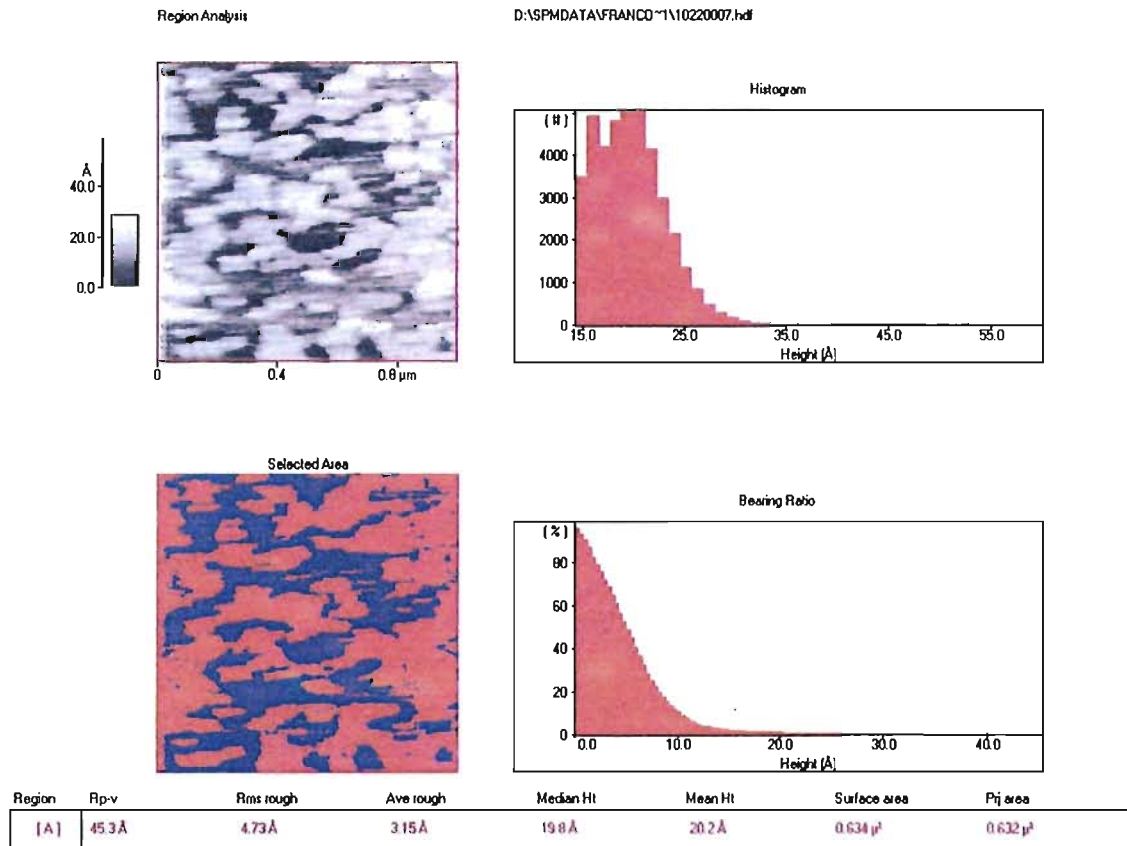 Region Analysis
D:\SPMDATA\FRANCO~1\10220007.hdf
Å
40.0
20.0
0.0
0 0.4 0.8 µm
Histogram
(#)
4000
3000
2000
1000
0
15.0 25.0 35.0 45.0 55.0
Height (Å)
Selected Area
Bearing Ratio
(%)
80
60
40
20
0
0.0 10.0 20.0 30.0 40.0
Height (Å)
Region Rp-v Rms rough Ave rough Median Ht Mean Ht Surface area Prj area
[A] 45.3 Å 4.73 Å 3.15 Å 19.8 Å 20.2 Å 0.634 µ² 0.632 µ²